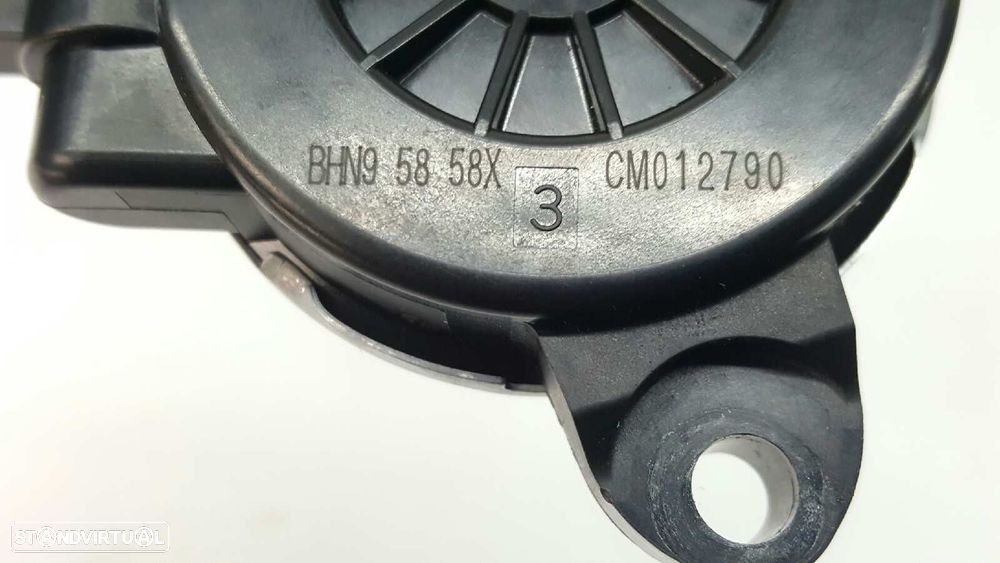 BHN9 58 58X CM012790
3
STANDVIRTUAL